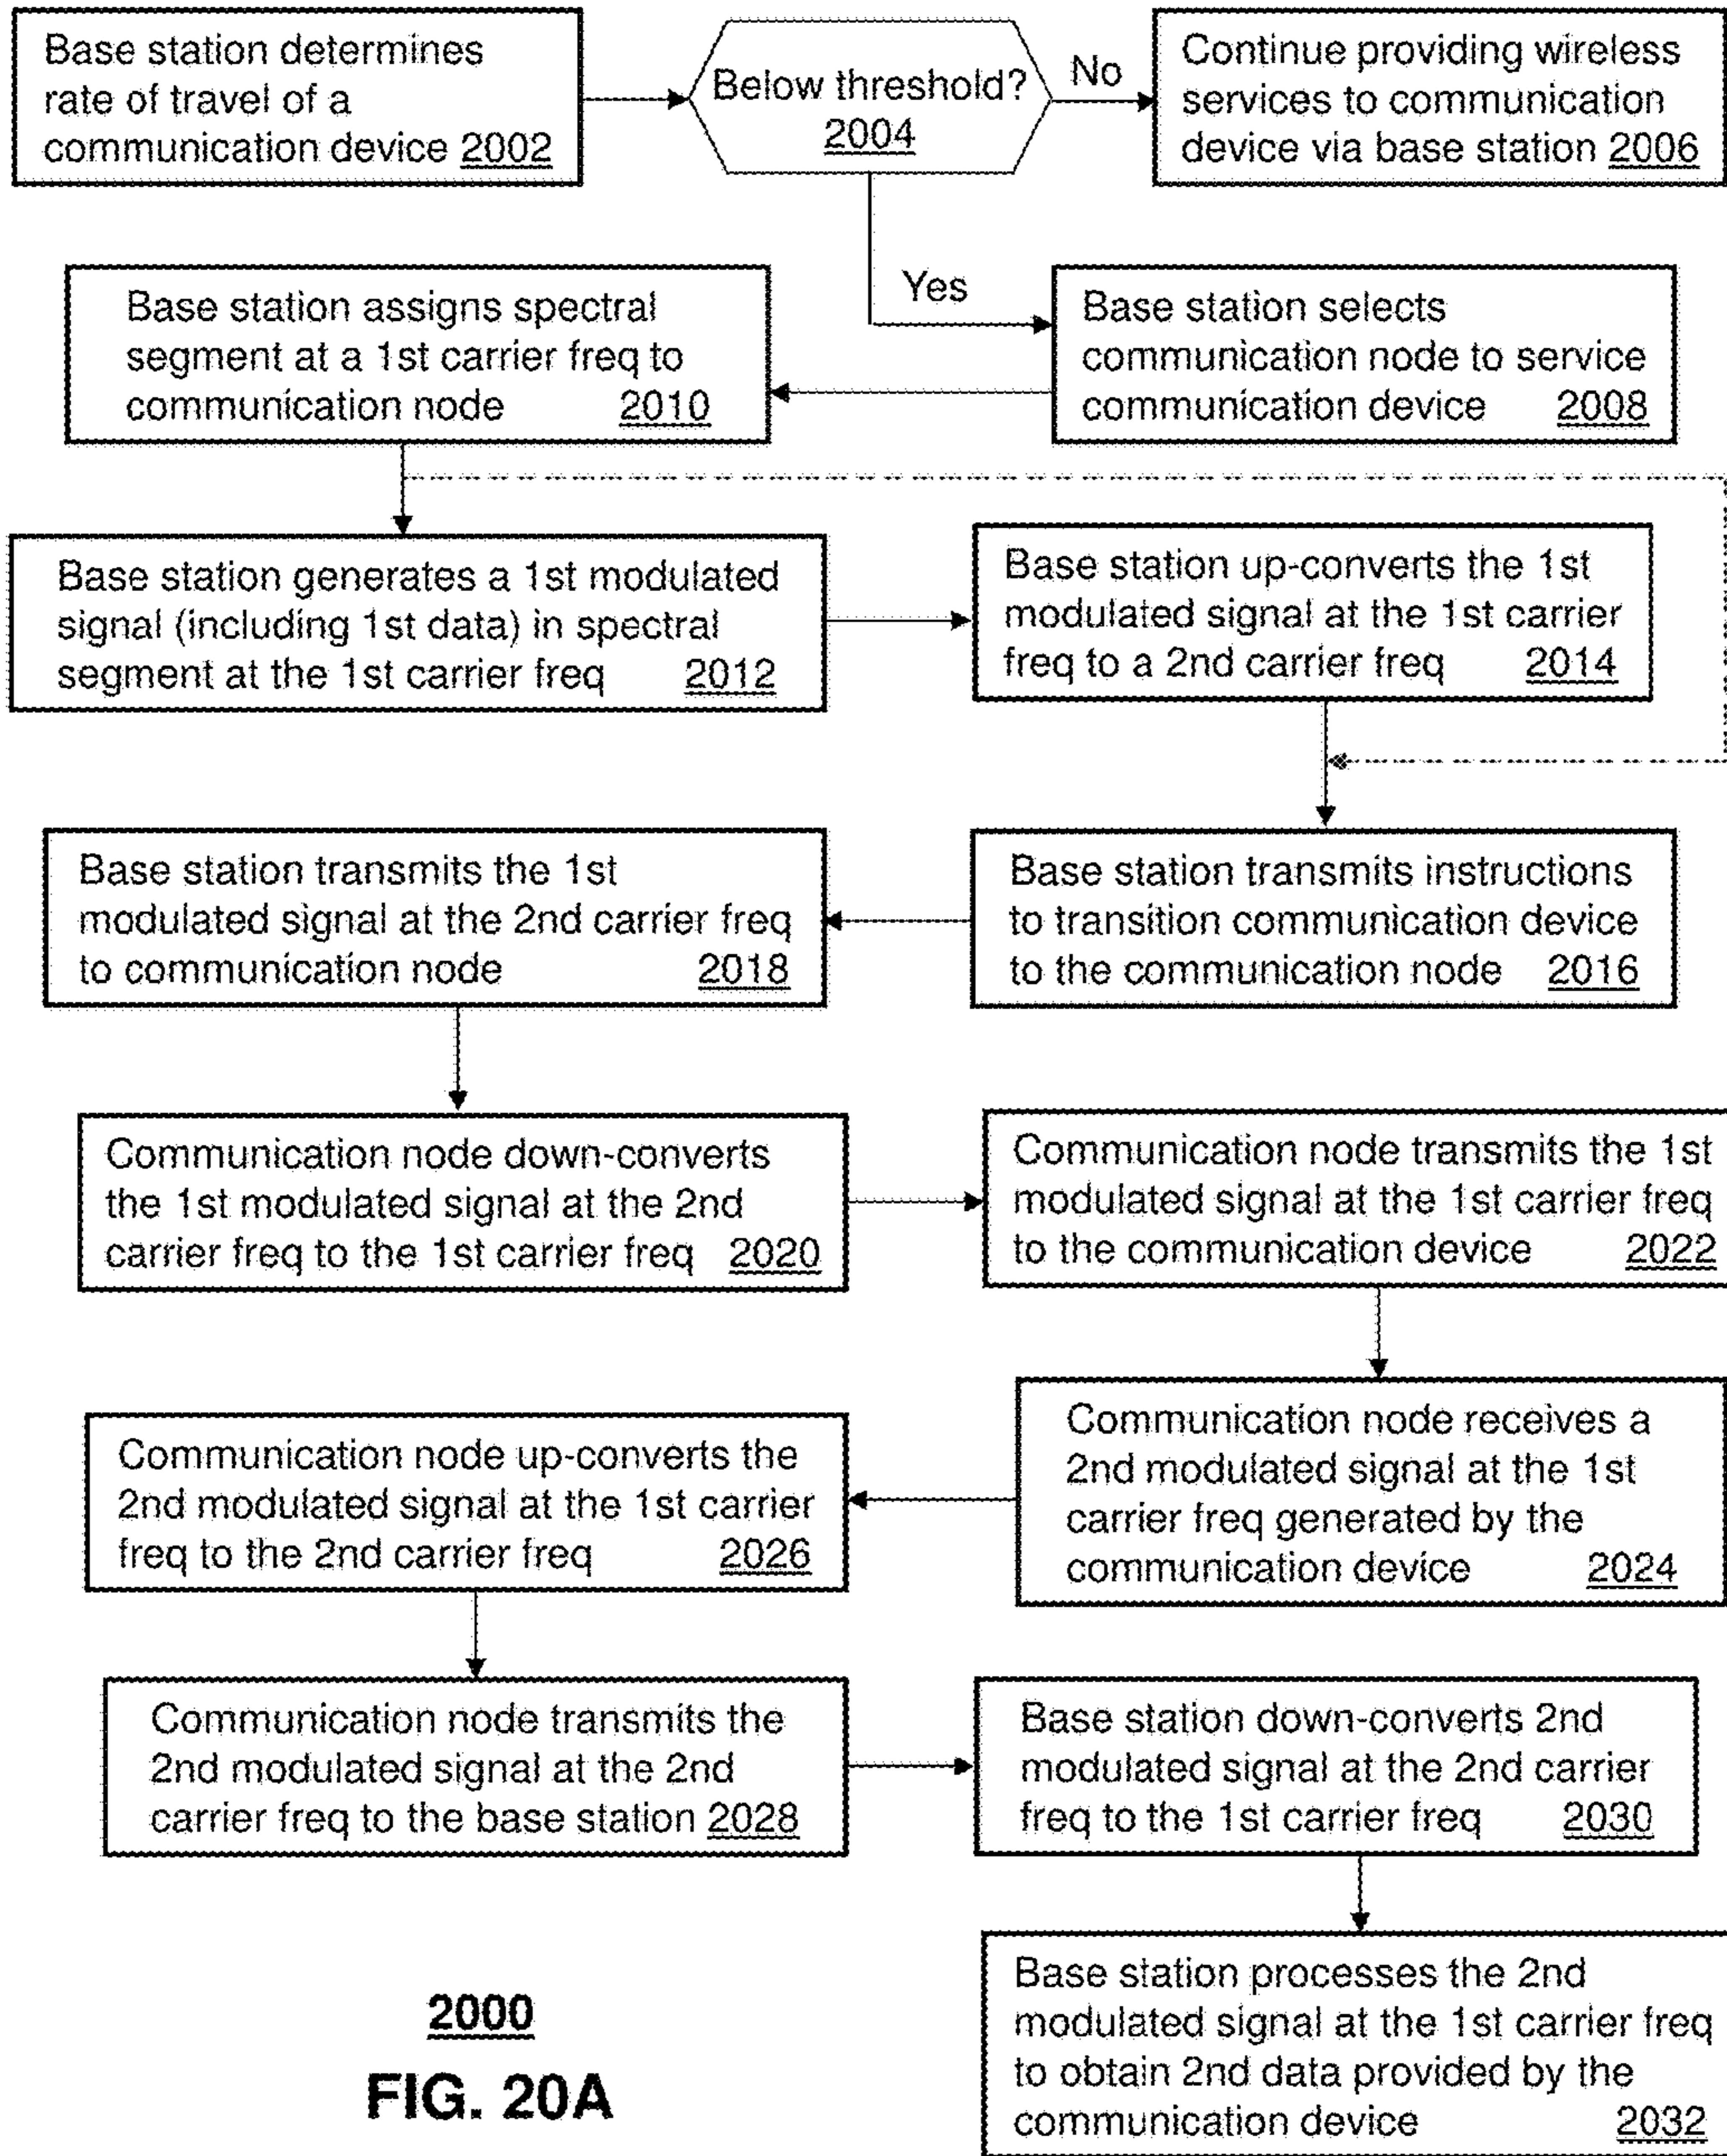 Base station determines
rate of travel of a
communication device 2002
Below threshold?
2004
No
Continue providing wireless
services to communication
device via base station 2006
Yes
Base station selects
communication node to service
communication device 2008
Base station assigns spectral
segment at a 1st carrier freq to
communication node 2010
Base station generates a 1st modulated
signal (including 1st data) in spectral
segment at the 1st carrier freq 2012
Base station up-converts the 1st
modulated signal at the 1st carrier
freq to a 2nd carrier freq 2014
Base station transmits instructions
to transition communication device
to the communication node 2016
Base station transmits the 1st
modulated signal at the 2nd carrier freq
to communication node 2018
Communication node down-converts
the 1st modulated signal at the 2nd
carrier freq to the 1st carrier freq 2020
Communication node transmits the 1st
modulated signal at the 1st carrier freq
to the communication device 2022
Communication node receives a
2nd modulated signal at the 1st
carrier freq generated by the
communication device 2024
Communication node up-converts the
2nd modulated signal at the 1st carrier
freq to the 2nd carrier freq 2026
Communication node transmits the
2nd modulated signal at the 2nd
carrier freq to the base station 2028
Base station down-converts 2nd
modulated signal at the 2nd carrier
freq to the 1st carrier freq 2030
Base station processes the 2nd
modulated signal at the 1st carrier freq
to obtain 2nd data provided by the
communication device 2032
2000
FIG. 20A